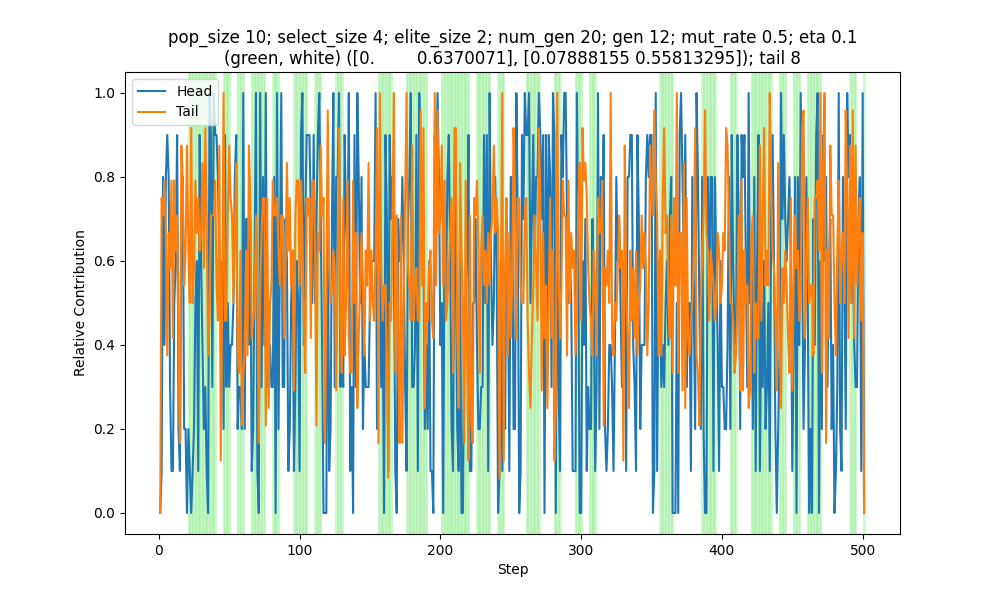 pop_size 10; select_size 4; elite_size 2; num_gen 20; gen 12; mut_rate 0.5; eta 0.1
(green, white) ([0. 0.6370071], [0.07888155 0.55813295]); tail 8
Head
Tail
1.0
0.8
0.6
0.4
0.2
0.0
Relative Contribution
0 100 200 300 400 500
Step